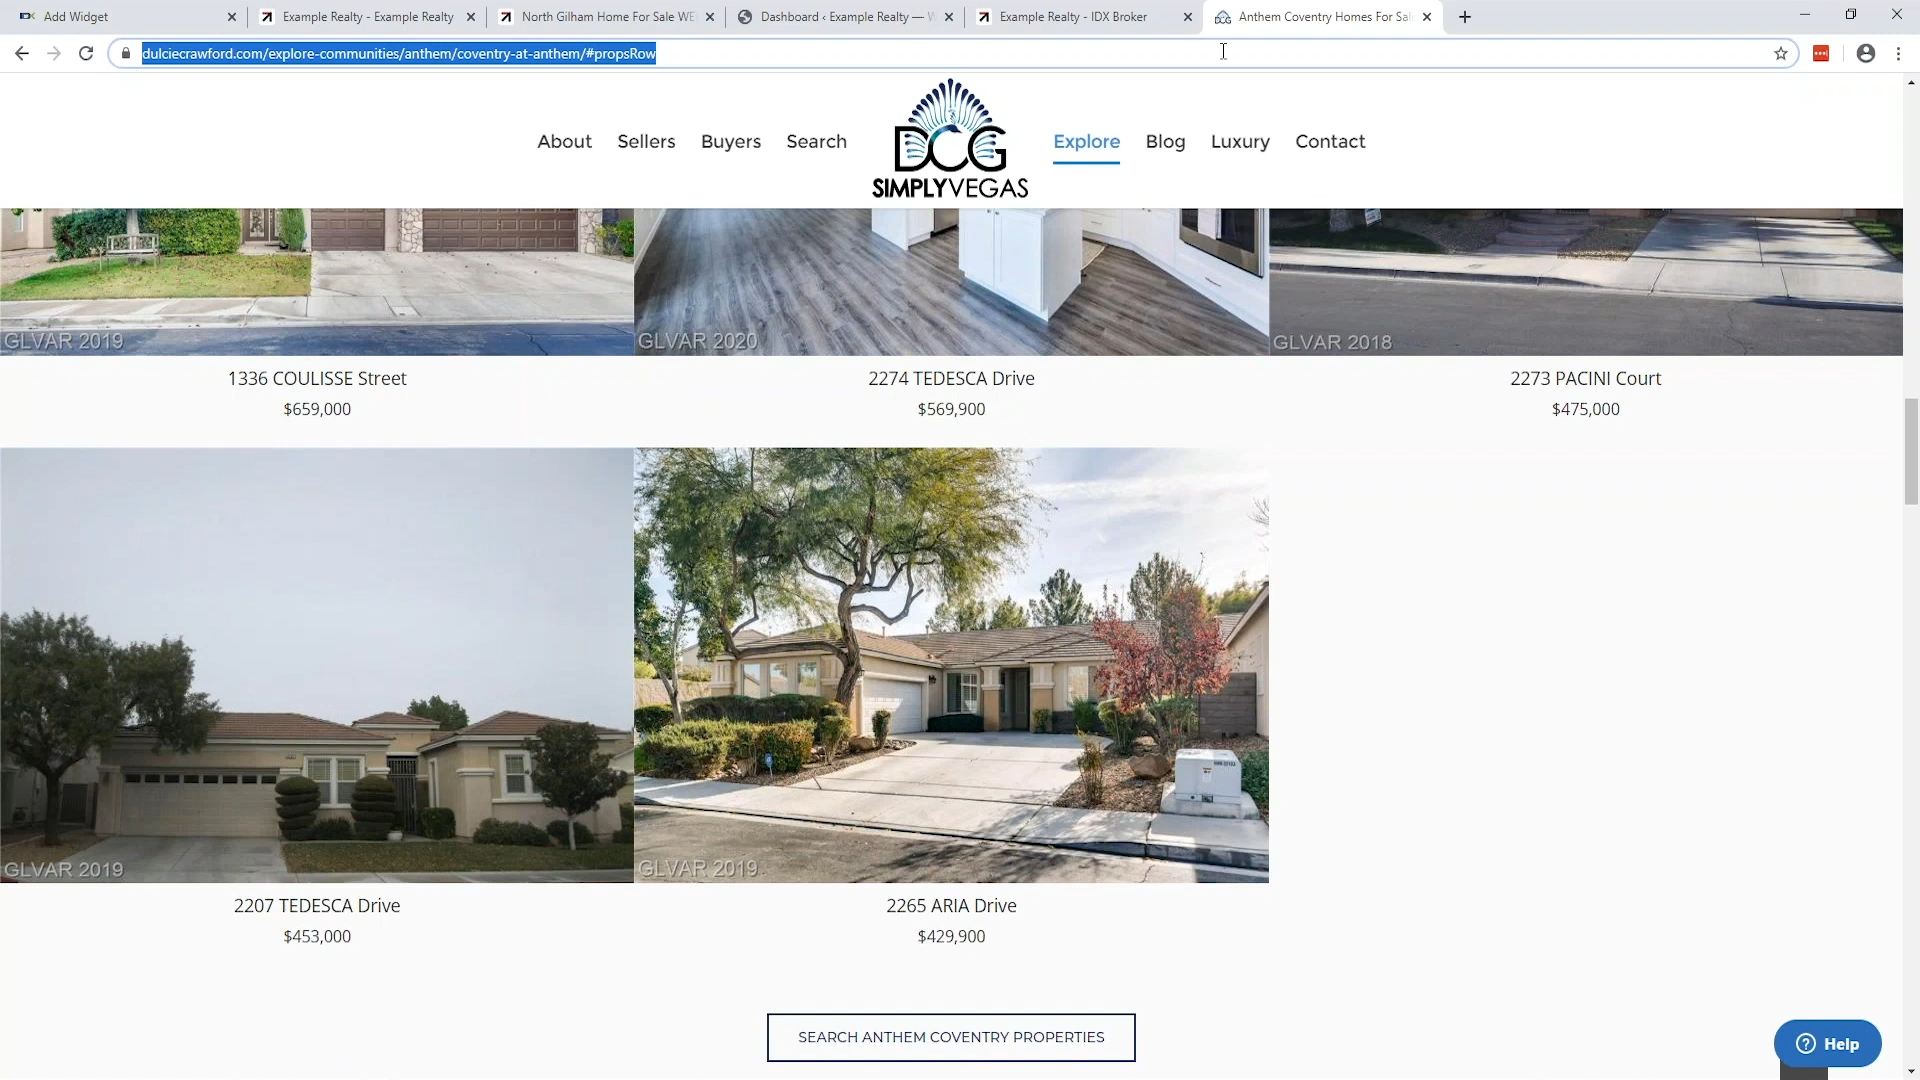 Add Widget
Example Realty - Example Realty
North Gilham Home For Sale WE
Dashboard ‹ Example Realty — W
Example Realty - IDX Broker
Anthem Coventry Homes For Sal
dulciecrawford.com/explore-communities/anthem/coventry-at-anthem/#propsRow
About
Sellers
Buyers
Search
DCG
SIMPLYVEGAS
Explore
Blog
Luxury
Contact
GLVAR 2019
GLVAR 2020
GLVAR 2018
1336 COULISSE Street
$659,000
2274 TEDESCA Drive
$569,900
2273 PACINI Court
$475,000
GLVAR 2019
GLVAR 2019
2207 TEDESCA Drive
$453,000
2265 ARIA Drive
$429,900
SEARCH ANTHEM COVENTRY PROPERTIES
Help